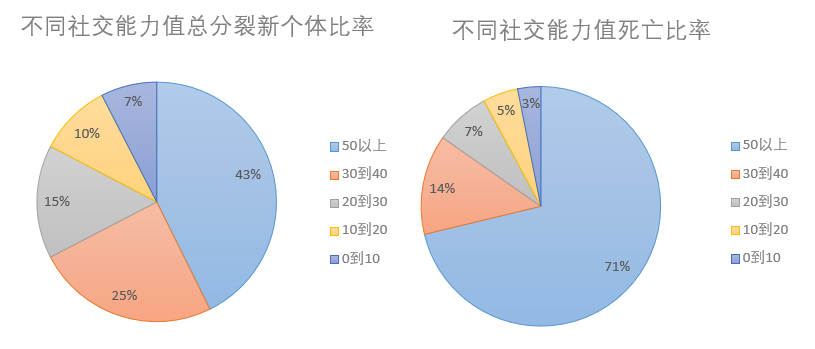 不同社交能力值总分裂新个体比率
7%
10%
43%
15%
25%
50以上
30到40
20到30
10到20
0到10
不同社交能力值死亡比率
3%
5%
7%
14%
71%
50以上
30到40
20到30
10到20
0到10